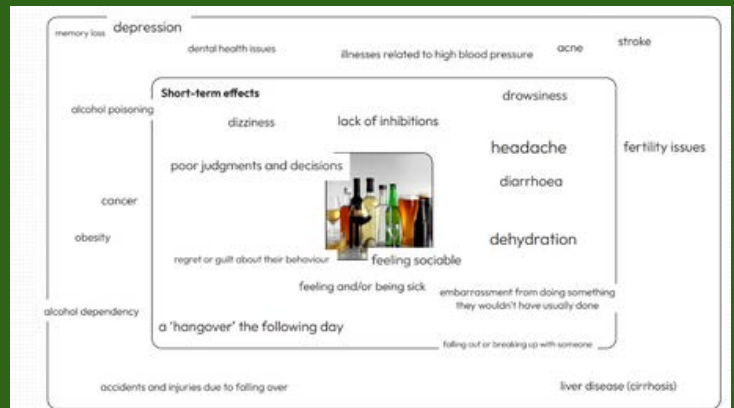 memory loss
depression
dental health issues
illnesses related to high blood pressure
acne
stroke
Short-term effects
drowsiness
alcohol poisoning
dizziness
lack of inhibitions
headache
fertility issues
poor judgments and decisions
diarrhoea
cancer
obesity
dehydration
regret or guilt about their behaviour
feeling sociable
feeling and/or being sick
embarrassment from doing something
they wouldn't have usually done
alcohol dependency
a 'hangover' the following day
falling out or breaking up with someone
accidents and injuries due to falling over
liver disease (cirrhosis)